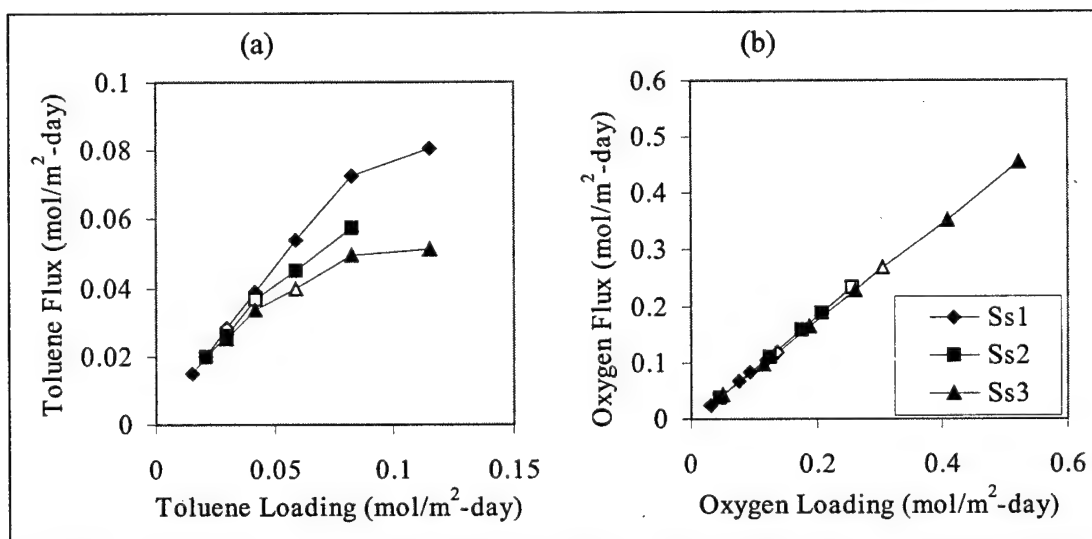 (a)
Toluene Flux (mol/m²-day)
0.1
0.08
0.06
0.04
0.02
0
0
0.05
0.1
0.15
Toluene Loading (mol/m²-day)
(b)
Oxygen Flux (mol/m²-day)
0.6
0.5
0.4
0.3
0.2
0.1
0
0
0.2
0.4
0.6
Oxygen Loading (mol/m²-day)
Ss1
Ss2
Ss3